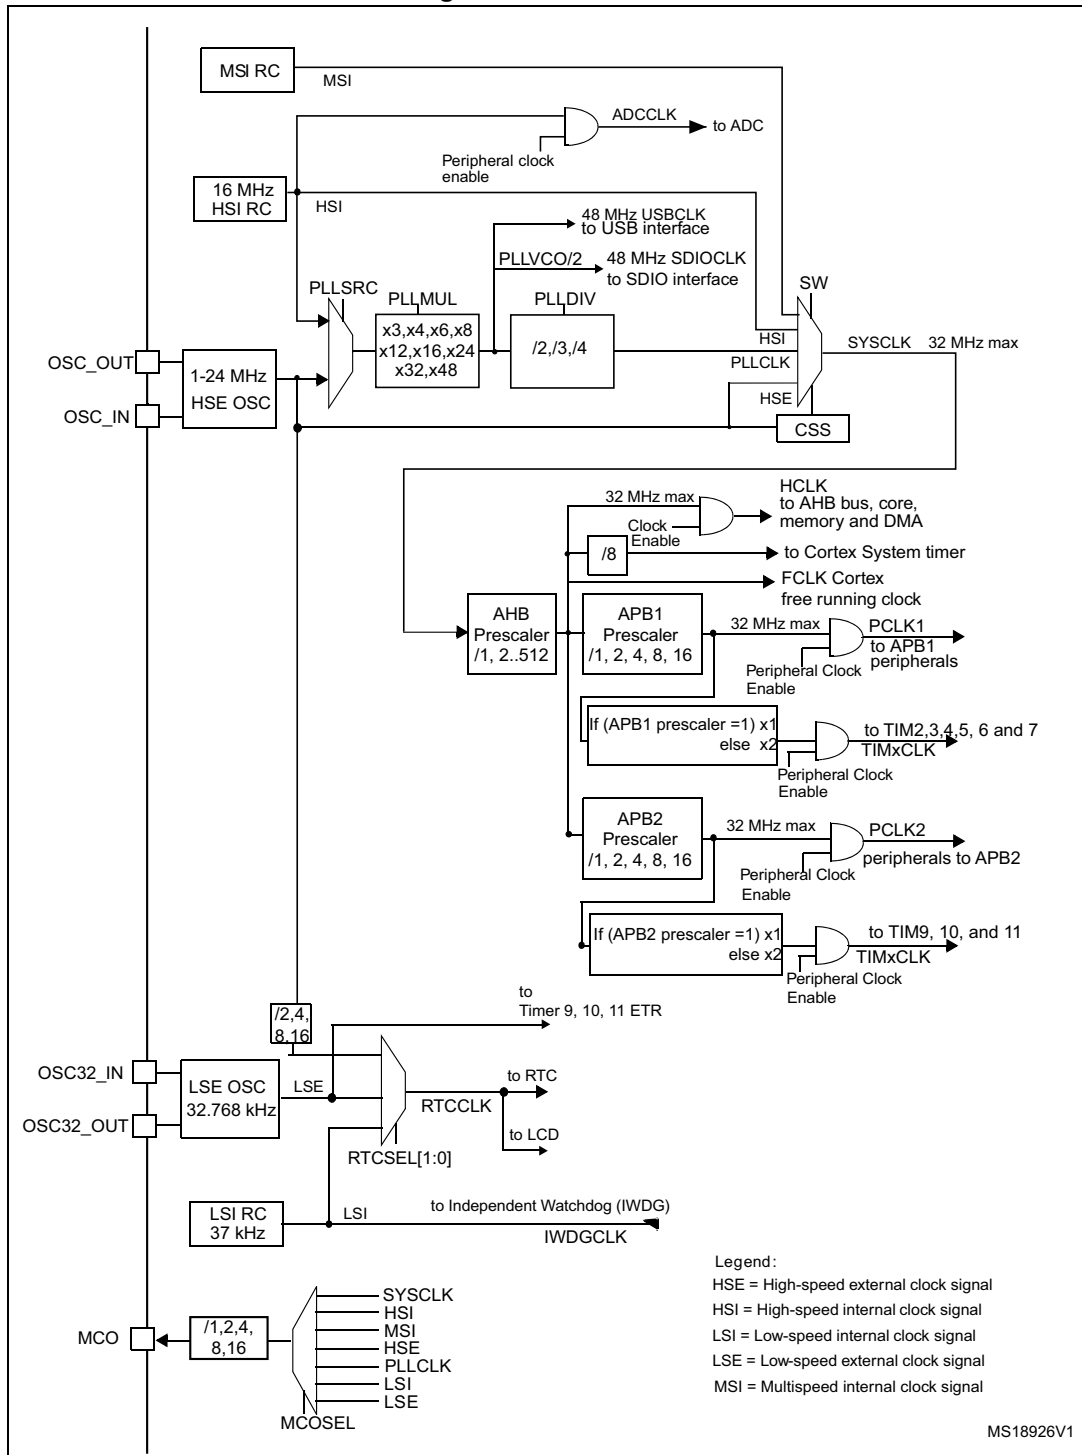 MSI RC
MSI
ADCCLK
to ADC
Peripheral clock
enable
16 MHz
HSI RC
HSI
48 MHz USBCLK
to USB interface
PLLVCO/2
48 MHz SDIOCLK
to SDIO interface
PLLSRC
PLLMUL
PLLDIV
SW
x3,x4,x6,x8
x12,x16,x24
x32,x48
/2,/3,/4
HSI
SYSCLK
32 MHz max
PLLCLK
HSE
OSC_OUT
OSC_IN
1-24 MHz
HSE OSC
CSS
32 MHz max
HCLK
to AHB bus, core,
memory and DMA
Clock
Enable
/8
to Cortex System timer
FCLK Cortex
free running clock
AHB
Prescaler
/1, 2..512
APB1
Prescaler
/1, 2, 4, 8, 16
32 MHz max
PCLK1
to APB1
peripherals
Peripheral Clock
Enable
If (APB1 prescaler =1) x1
else x2
to TIM2,3,4,5, 6 and 7
TIMxCLK
Peripheral Clock
Enable
APB2
Prescaler
/1, 2, 4, 8, 16
32 MHz max
PCLK2
peripherals to APB2
Peripheral Clock
Enable
If (APB2 prescaler =1) x1
else x2
to TIM9, 10, and 11
TIMxCLK
Peripheral Clock
Enable
to
Timer 9, 10, 11 ETR
/2,4,
8,16
OSC32_IN
OSC32_OUT
LSE OSC
32.768 kHz
LSE
to RTC
RTCCLK
to LCD
RTCSEL[1:0]
LSI RC
37 kHz
LSI
to Independent Watchdog (IWDG)
IWDGCLK
MCO
/1,2,4,
8,16
SYSCLK
HSI
MSI
HSE
PLLCLK
LSI
LSE
MCOSEL
Legend:
HSE = High-speed external clock signal
HSI = High-speed internal clock signal
LSI = Low-speed internal clock signal
LSE = Low-speed external clock signal
MSI = Multispeed internal clock signal
MS18926V1